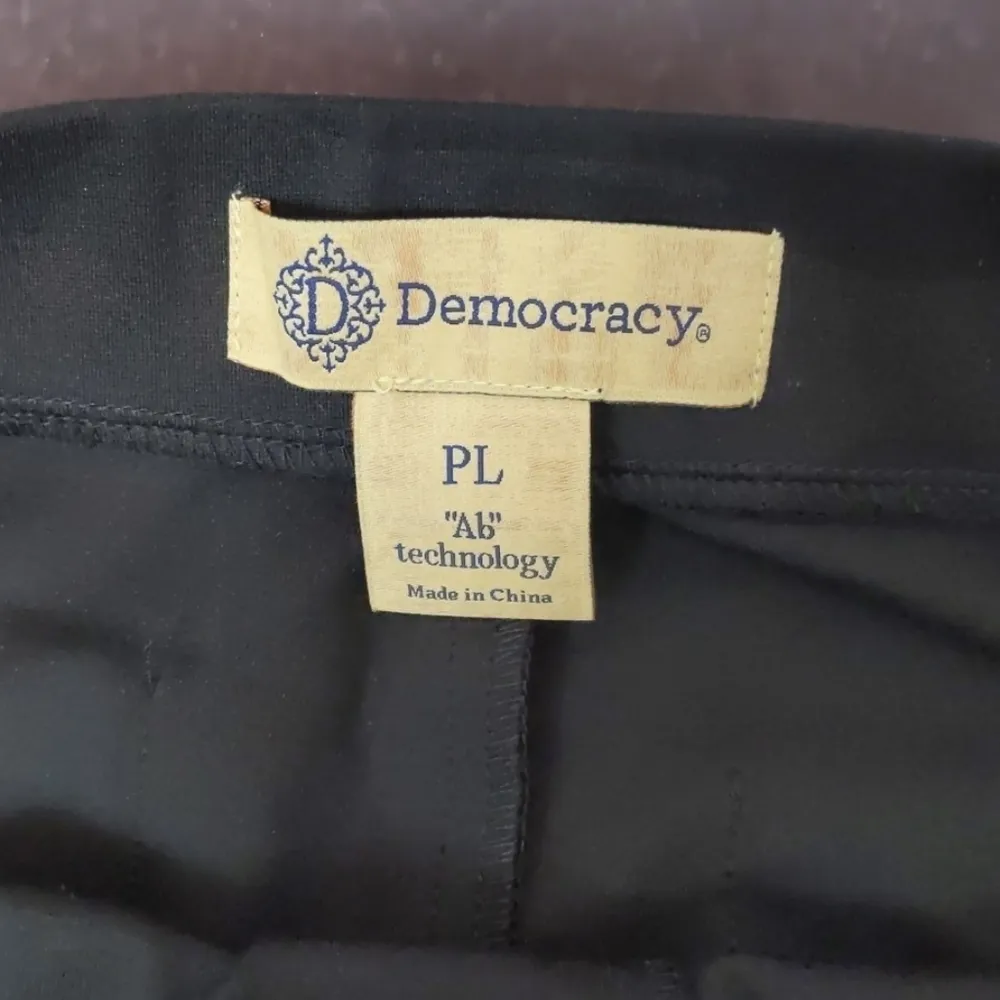 D Democracy®
PL
"Ab"
technology
Made in China